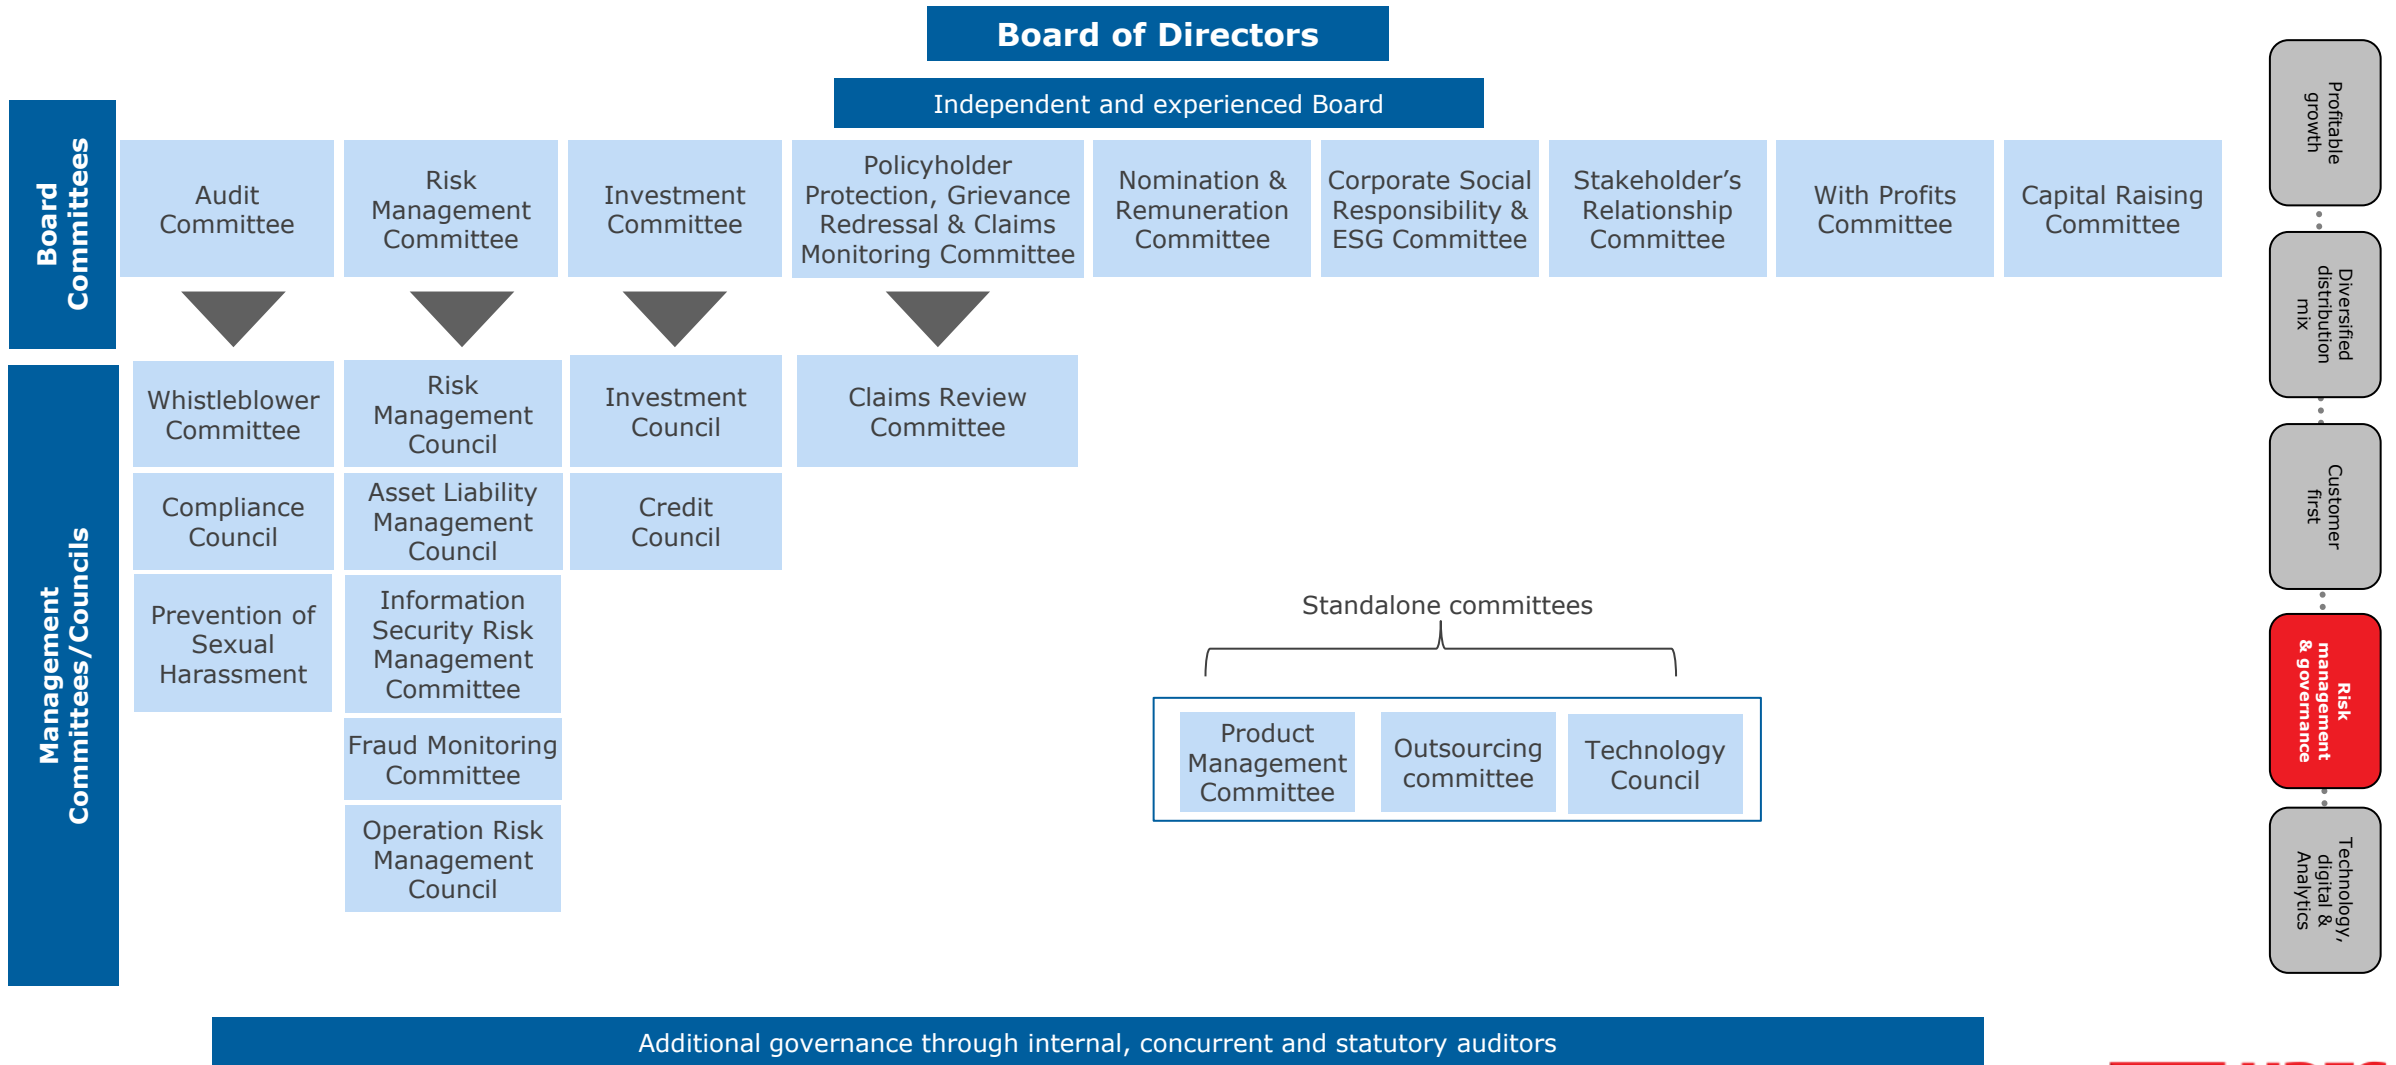 Board of Directors
Independent and experienced Board
Board
Committees
Audit
Committee
Risk
Management
Committee
Investment
Committee
Policyholder
Protection, Grievance
Redressal & Claims
Monitoring Committee
Nomination &
Remuneration
Committee
Corporate Social
Responsibility &
ESG Committee
Stakeholder’s
Relationship
Committee
With Profits
Committee
Capital Raising
Committee
Management
Committees/Councils
Whistleblower
Committee
Compliance
Council
Prevention of
Sexual
Harassment
Risk
Management
Council
Asset Liability
Management
Council
Information
Security Risk
Management
Committee
Fraud Monitoring
Committee
Operation Risk
Management
Council
Investment
Council
Credit
Council
Claims Review
Committee
Standalone committees
Product
Management
Committee
Outsourcing
committee
Technology
Council
Additional governance through internal, concurrent and statutory auditors
Profitable
growth
Diversified
distribution
mix
Customer
first
Risk
management
& governance
Technology,
digital &
Analytics